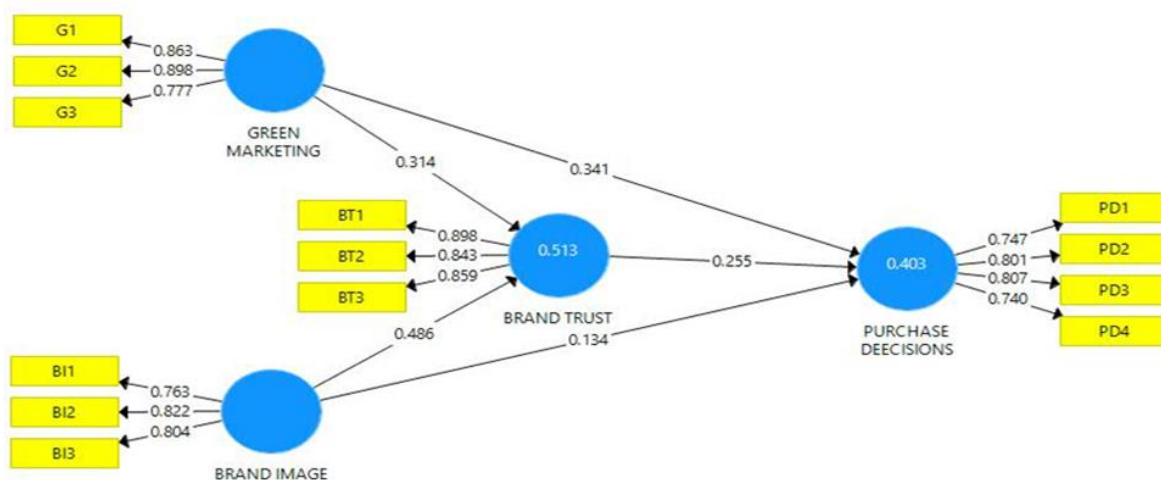 G1
0.863
G2
0.898
G3
0.777
GREEN
MARKETING
0.314
0.341
BT1
0.898
BT2
0.843
BT3
0.859
0.513
BRAND TRUST
0.255
0.403
PURCHASE
DEECISIONS
PD1
0.747
PD2
0.801
PD3
0.807
PD4
0.740
0.486
0.134
BI1
0.763
BI2
0.822
BI3
0.804
BRAND IMAGE